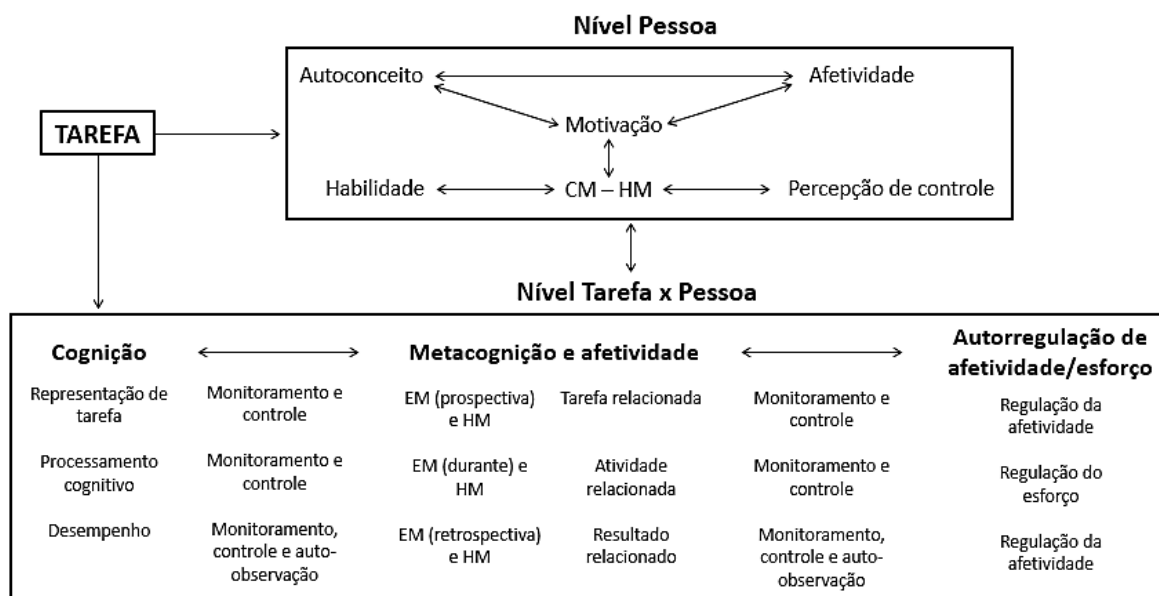 Nível Pessoa
Autoconceito
Afetividade
TAREFA
Motivação
Habilidade
CM – HM
Percepção de controle
Nível Tarefa x Pessoa
Cognição
Metacognição e afetividade
Autorregulação de
afetividade/esforço
Representação de
tarefa
Monitoramento e
controle
EM (prospectiva)
e HM
Tarefa relacionada
Monitoramento e
controle
Regulação da
afetividade
Processamento
cognitivo
Monitoramento e
controle
EM (durante) e
HM
Atividade
relacionada
Monitoramento e
controle
Regulação do
esforço
Desempenho
Monitoramento,
controle e auto-
observação
EM (retrospectiva)
e HM
Resultado
relacionado
Monitoramento,
controle e auto-
observação
Regulação da
afetividade